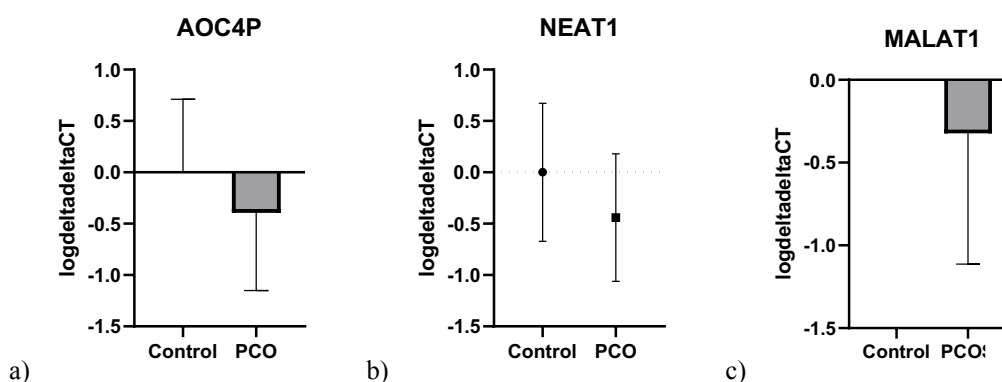 AOC4P
logdeltadeltaCT
1.0
0.5
0.0
-0.5
-1.0
-1.5
Control PCO
a)
NEAT1
logdeltadeltaCT
1.0
0.5
0.0
-0.5
-1.0
-1.5
Control PCO
b)
MALAT1
logdeltadeltaCT
0.0
-0.5
-1.0
-1.5
Control PCOS
c)